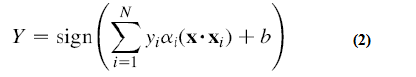 Y = sign(∑_{i=1}^{N} y_i α_i (x·x_i) + b) (2)